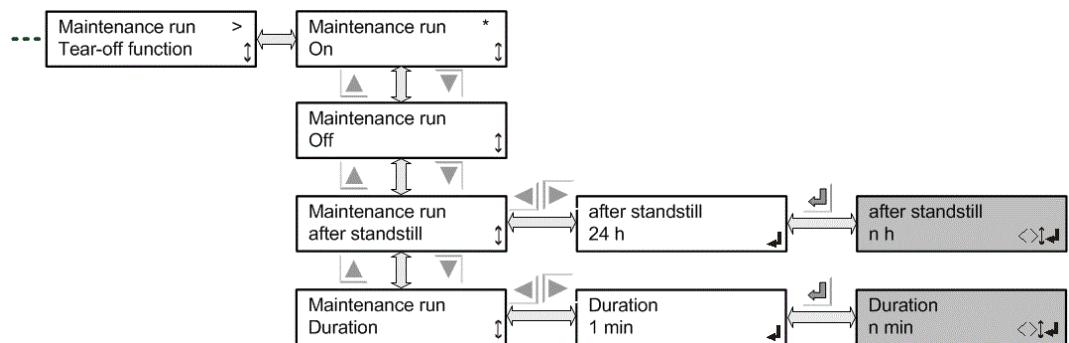 Maintenance run >
Tear-off function
Maintenance run *
On
Maintenance run
Off
Maintenance run
after standstill
after standstill
24 h
after standstill
n h <>
Maintenance run
Duration
Duration
1 min
Duration
n min <>